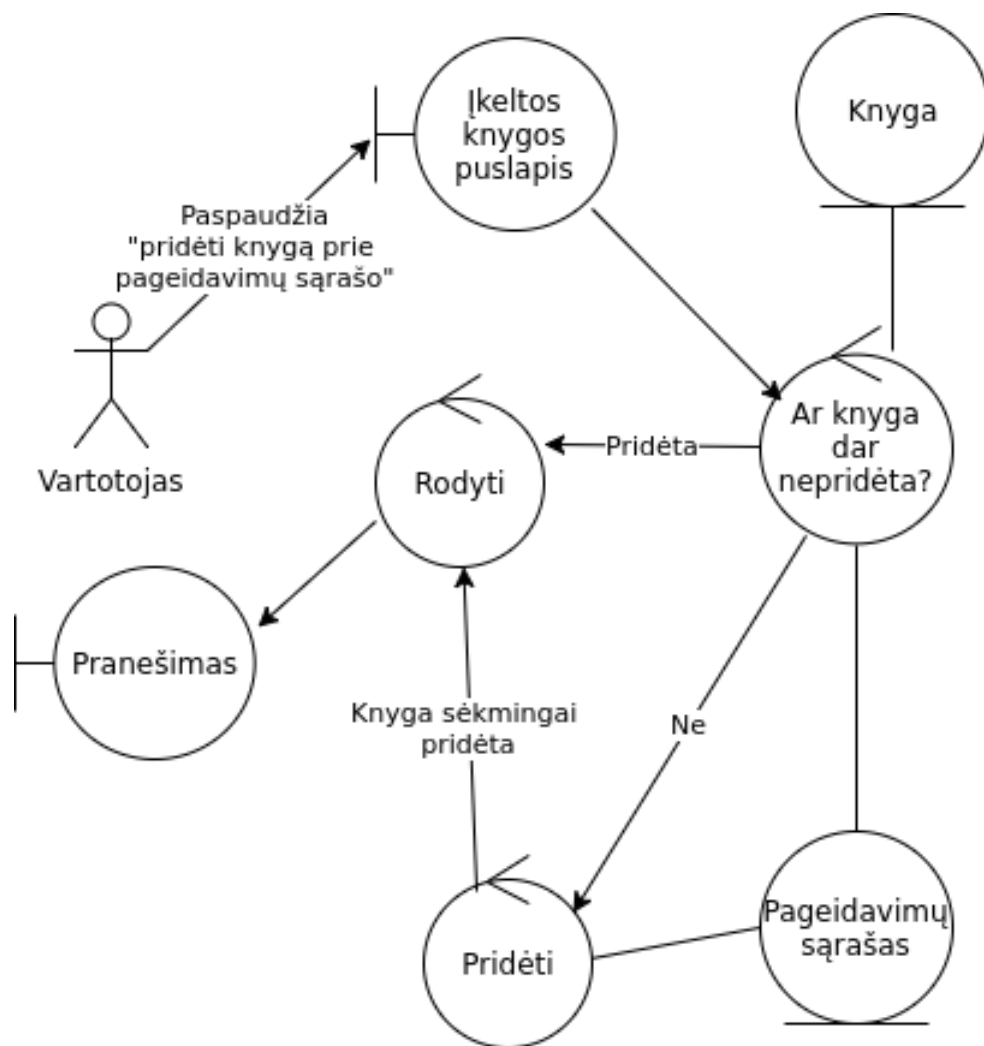 Įkeltos
knygos
puslapis
Knyga
Paspaudžia
"pridėti knygą prie
pageidavimų sąrašo"
Vartotojas
Ar knyga
dar
nepridėta?
Pridėta
Rodyti
Pranešimas
Knyga sėkmingai
pridėta
Ne
Pageidavimų
sąrašas
Pridėti